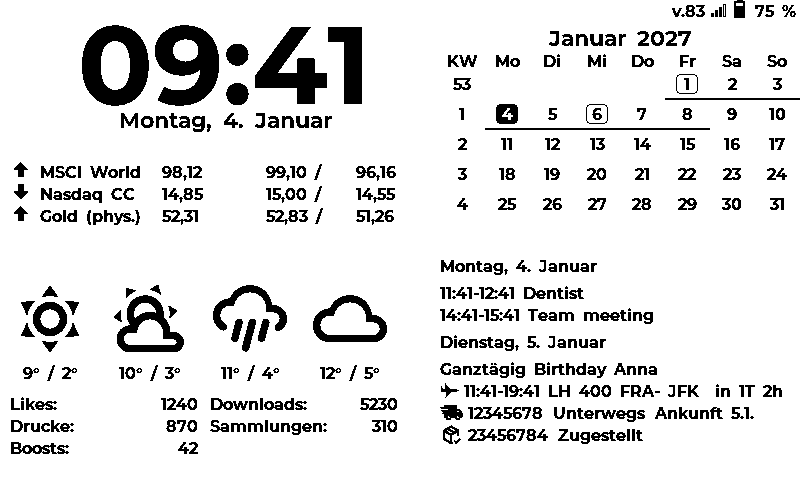 v.83 75 %
09:41
Montag, 4. Januar
MSCI World 98,12 99,10 / 96,16
Nasdaq CC 14,85 15,00 / 14,55
Gold (phys.) 52,31 52,83 / 51,26
9° / 2° 10° / 3° 11° / 4° 12° / 5°
Likes: 1240 Downloads: 5230
Drucke: 870 Sammlungen: 310
Boosts: 42
Januar 2027
KW Mo Di Mi Do Fr Sa So
53 1 2 3
1 4 5 6 7 8 9 10
2 11 12 13 14 15 16 17
3 18 19 20 21 22 23 24
4 25 26 27 28 29 30 31
Montag, 4. Januar
11:41-12:41 Dentist
14:41-15:41 Team meeting
Dienstag, 5. Januar
Ganztägig Birthday Anna
11:41-19:41 LH 400 FRA- JFK in 1T 2h
12345678 Unterwegs Ankunft 5.1.
23456784 Zugestellt